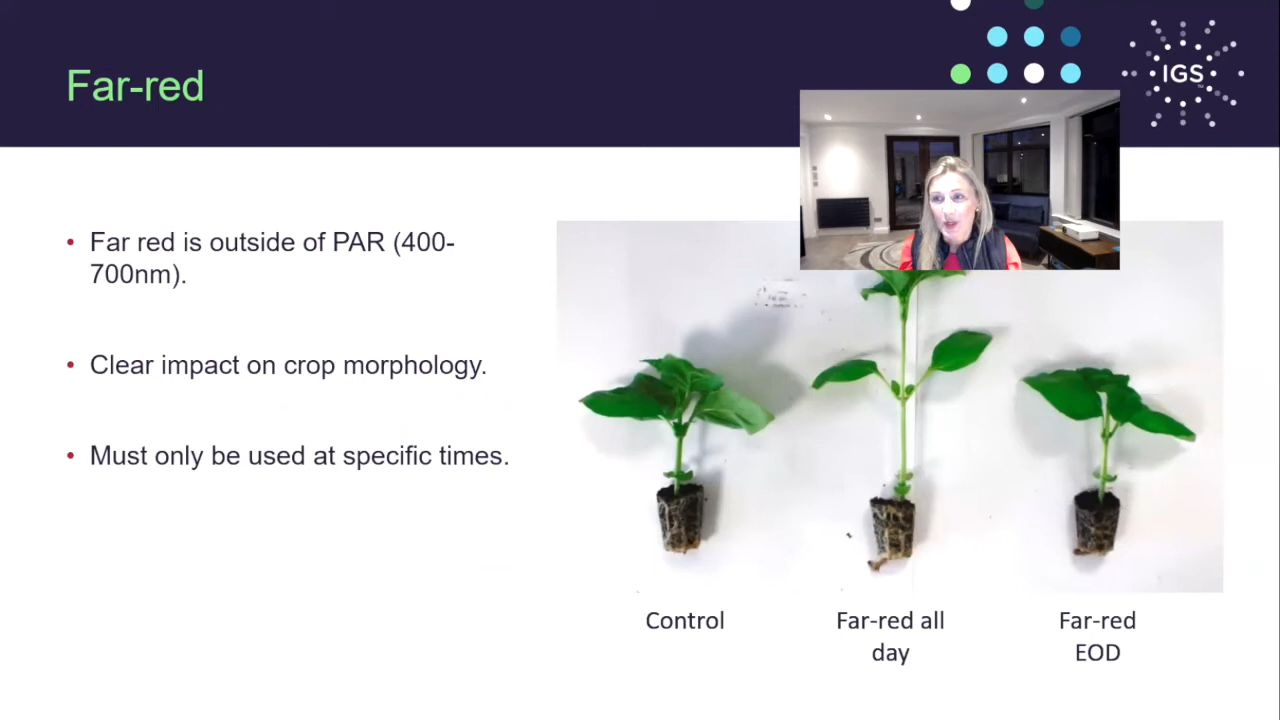 Far-red
IGS
• Far red is outside of PAR (400-
700nm).
• Clear impact on crop morphology.
• Must only be used at specific times.
Control
Far-red all
day
Far-red
EOD